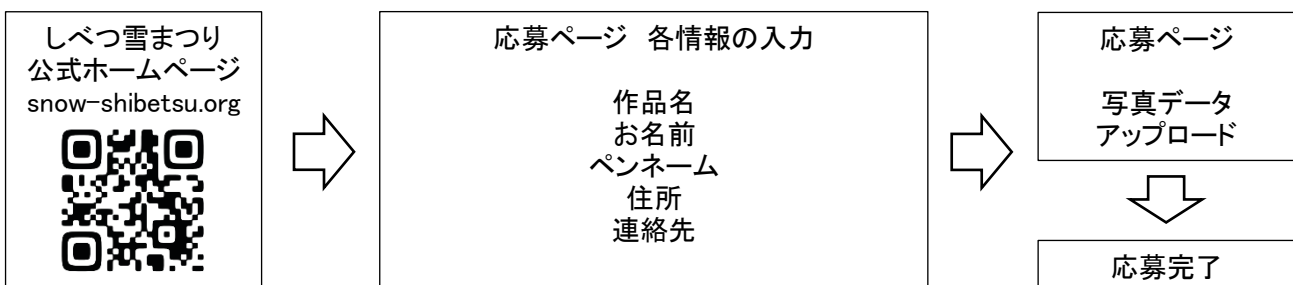 しべつ雪まつり
公式ホームページ
snow-shibetsu.org
応募ページ 各情報の入力
作品名
お名前
ペンネーム
住所
連絡先
応募ページ
写真データ
アップロード
応募完了